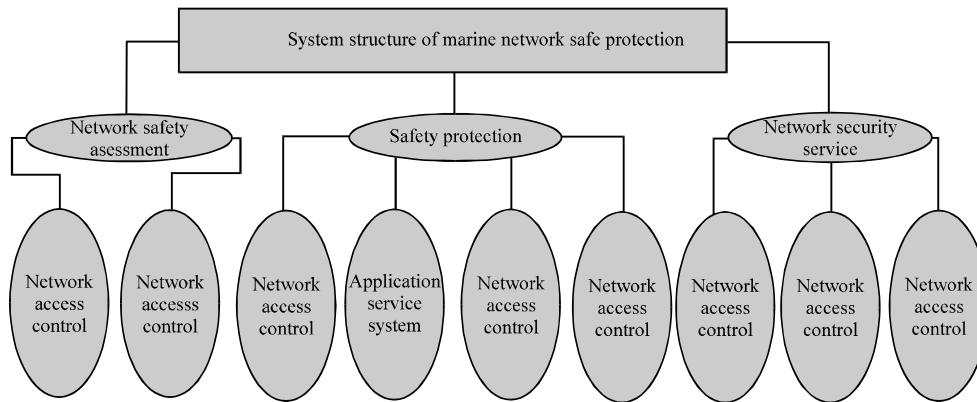 System structure of marine network safe protection
Network safety
asessment
Safety protection
Network security
service
Network
access
control
Network
accesss
control
Network
access
control
Application
service
system
Network
access
control
Network
access
control
Network
access
control
Network
access
control
Network
access
control